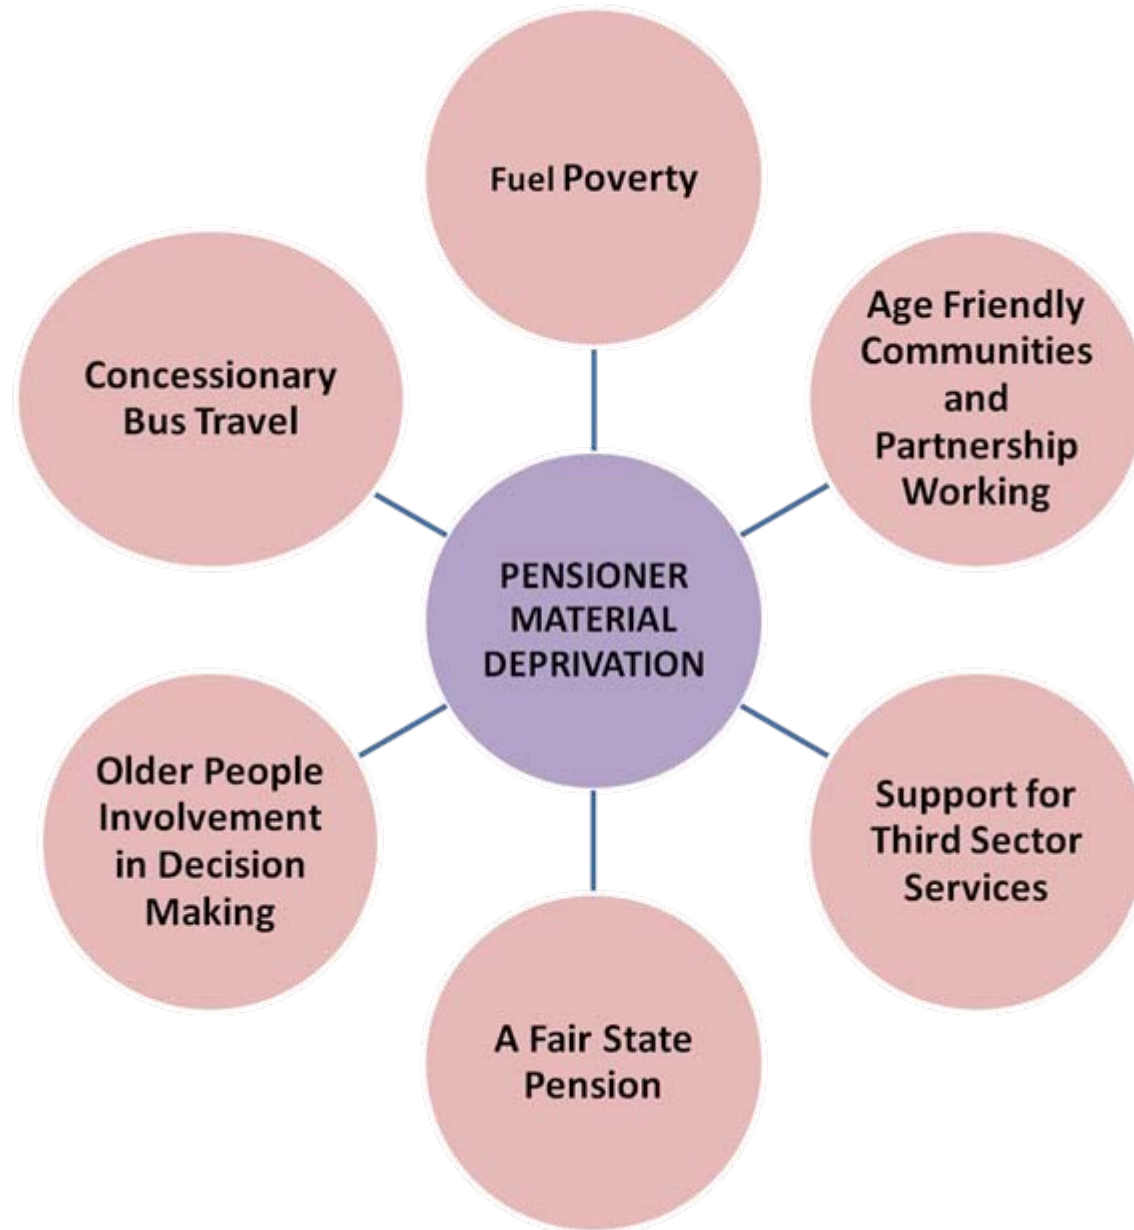 Fuel Poverty
Age Friendly
Communities
and
Partnership
Working
Concessionary
Bus Travel
PENSIONER
MATERIAL
DEPRIVATION
Older People
Involvement
in Decision
Making
Support for
Third Sector
Services
A Fair State
Pension